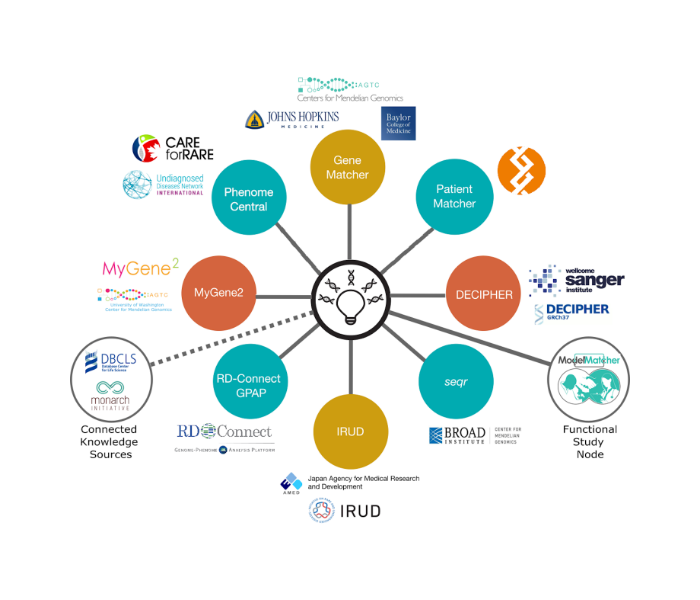 AGTC
Centers for Mendelian Genomics
JOHNS HOPKINS
MEDICINE
Baylor
College of
Medicine
CARE
forRARE
Undiagnosed
Diseases Network
INTERNATIONAL
Phenome
Central
Gene
Matcher
Patient
Matcher
MyGene2
AGTC
University of Washington
Center for Mendelian Genomics
MyGene2
DECIPHER
wellcome
sanger
institute
DECIPHER
GRCh37
DBCLS
Database Center
for Life Science
monarch
INITIATIVE
Connected
Knowledge
Sources
RD-Connect
GPAP
RD Connect
GENOME-PHENOME ANALYSIS PLATFORM
IRUD
seqr
BROAD
INSTITUTE
CENTER FOR
MENDELIAN
GENOMICS
ModelMatcher
Functional
Study
Node
AMED
Japan Agency for Medical Research
and Development
IRUD